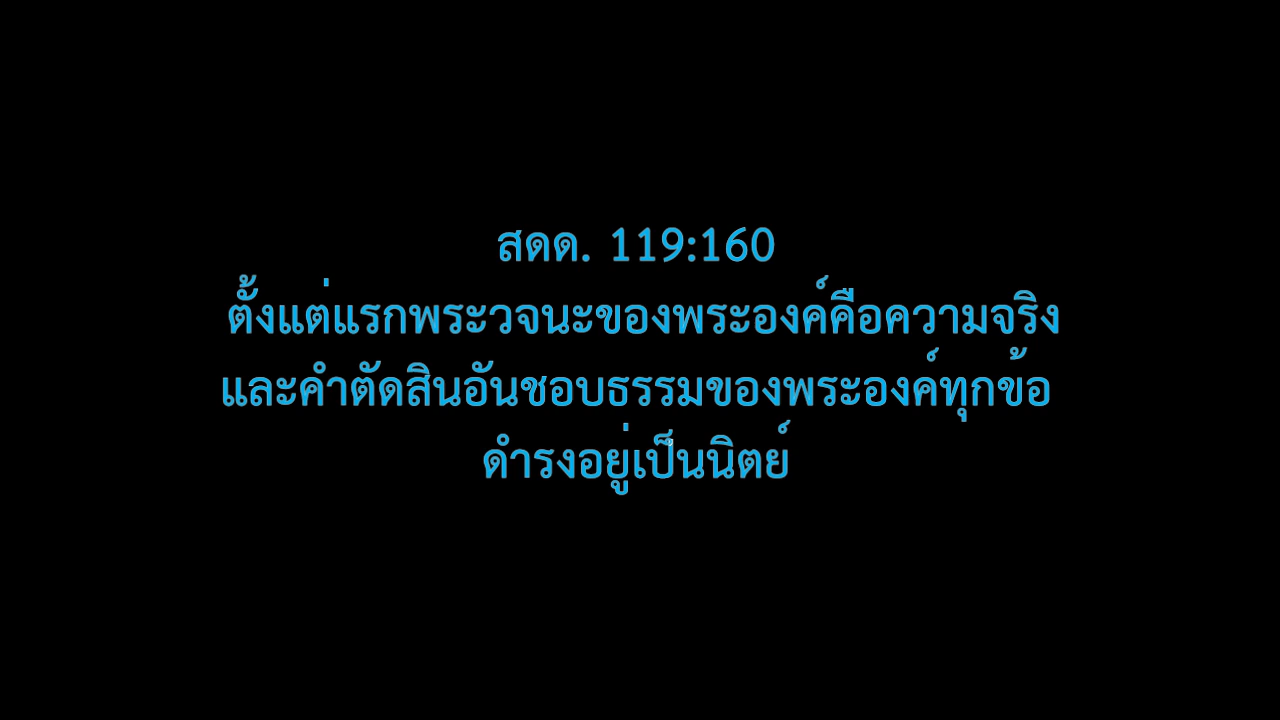 สดด. 119:160
ตั้งแต่แรกพระวจนะของพระองค์คือความจริง
และคำตัดสินอันชอบธรรมของพระองค์ทุกข้อ
ดำรงอยู่เป็นนิตย์